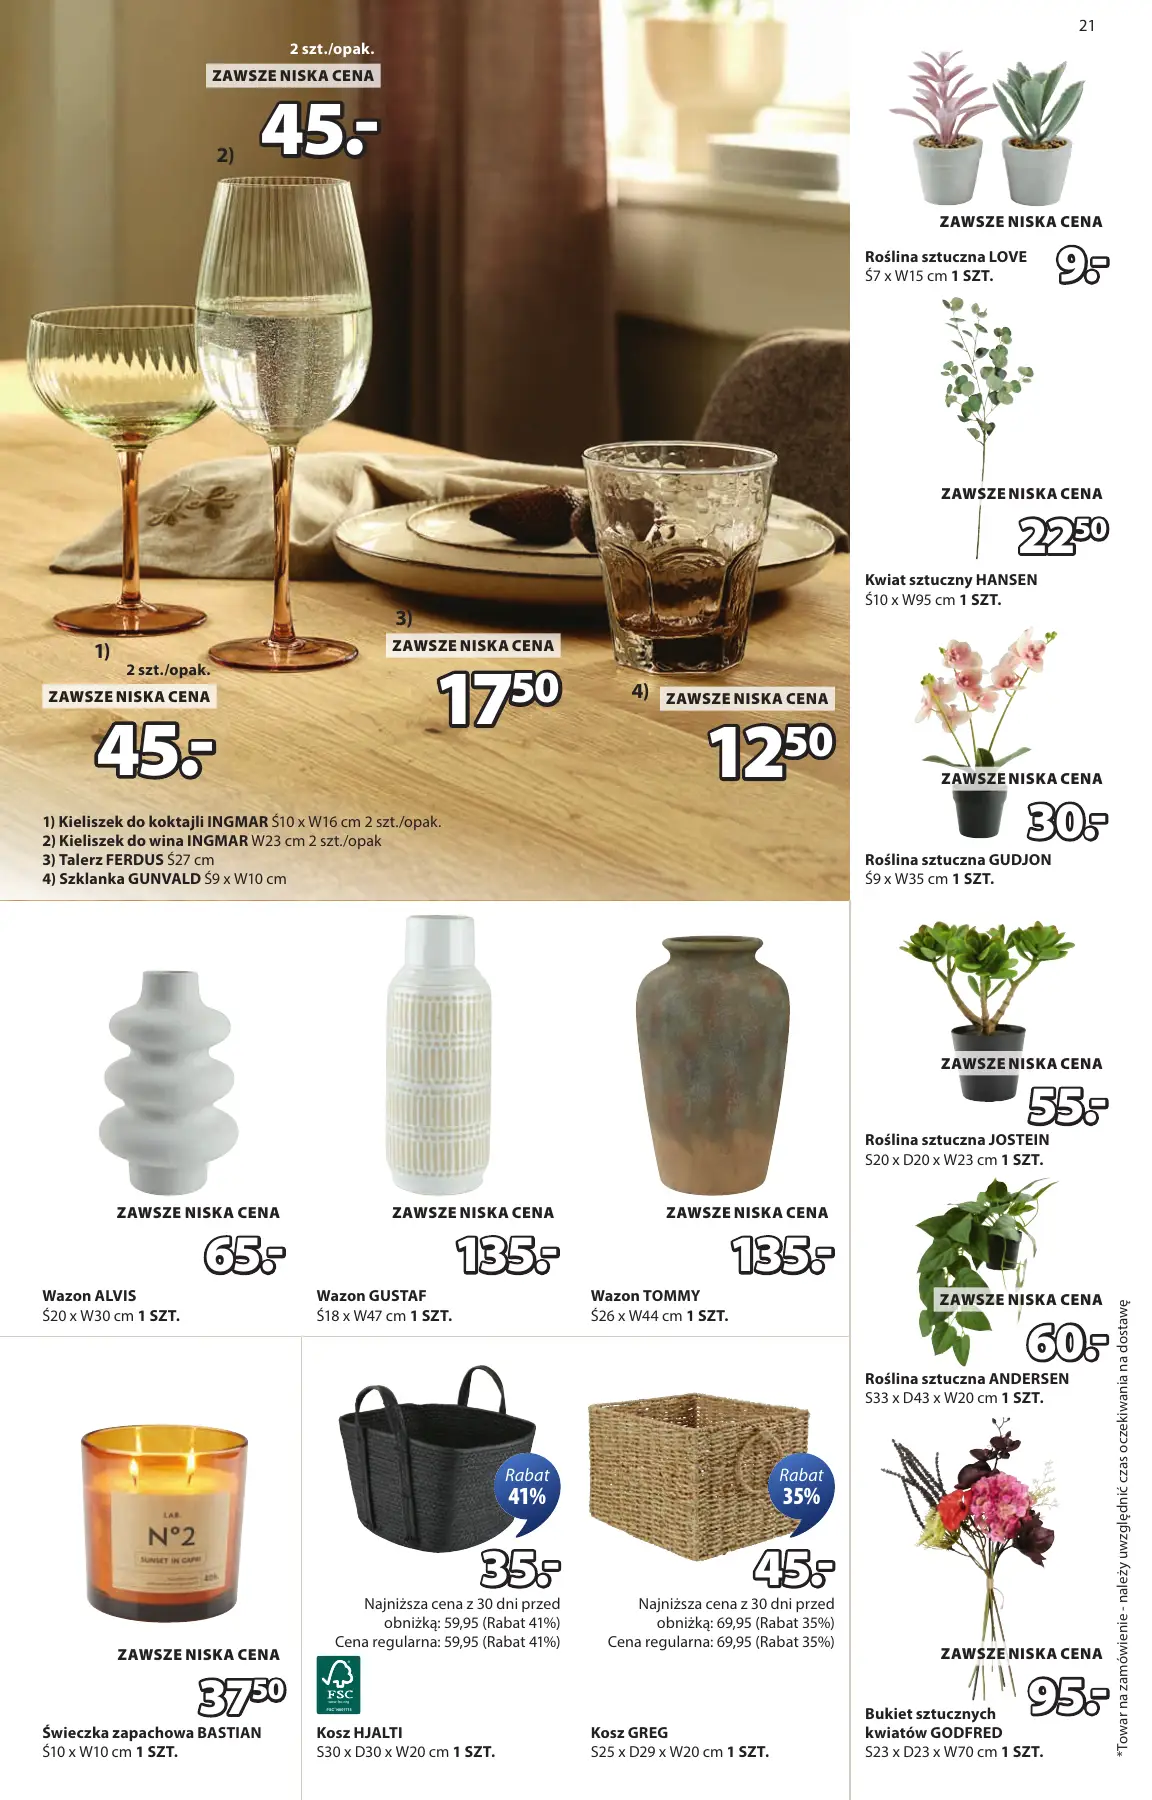 21
2 szt./opak.
ZAWSZE NISKA CENA
45.-
2)
1)
2 szt./opak.
ZAWSZE NISKA CENA
45.-
3)
ZAWSZE NISKA CENA
17 50
4)
ZAWSZE NISKA CENA
12 50
1) Kieliszek do koktajli INGMAR Ś10 x W16 cm 2 szt./opak.
2) Kieliszek do wina INGMAR W23 cm 2 szt./opak
3) Talerz FERDUS Ś27 cm
4) Szklanka GUNVALD Ś9 x W10 cm
ZAWSZE NISKA CENA
65.-
Wazon ALVIS
Ś20 x W30 cm 1 SZT.
ZAWSZE NISKA CENA
135.-
Wazon GUSTAF
Ś18 x W47 cm 1 SZT.
ZAWSZE NISKA CENA
135.-
Wazon TOMMY
Ś26 x W44 cm 1 SZT.
LAB.
Nº2
SUNSET IN CAPRI
ZAWSZE NISKA CENA
37 50
Świeczka zapachowa BASTIAN
Ś10 x W10 cm 1 SZT.
Rabat
41%
35.-
Najniższa cena z 30 dni przed
obniżką: 59,95 (Rabat 41%)
Cena regularna: 59,95 (Rabat 41%)
FSC
Kosz HJALTI
S30 x D30 x W20 cm 1 SZT.
Rabat
35%
45.-
Najniższa cena z 30 dni przed
obniżką: 69,95 (Rabat 35%)
Cena regularna: 69,95 (Rabat 35%)
Kosz GREG
S25 x D29 x W20 cm 1 SZT.
ZAWSZE NISKA CENA
Roślina sztuczna LOVE
Ś7 x W15 cm 1 SZT.
9.-
ZAWSZE NISKA CENA
22 50
Kwiat sztuczny HANSEN
Ś10 x W95 cm 1 SZT.
ZAWSZE NISKA CENA
30.-
Roślina sztuczna GUDJON
Ś9 x W35 cm 1 SZT.
ZAWSZE NISKA CENA
55.-
Roślina sztuczna JOSTEIN
S20 x D20 x W23 cm 1 SZT.
ZAWSZE NISKA CENA
60.-
Roślina sztuczna ANDERSEN
S33 x D43 x W20 cm 1 SZT.
ZAWSZE NISKA CENA
95.-
Bukiet sztucznych
kwiatów GODFRED
S23 x D23 x W70 cm 1 SZT.
*Towar na zamówienie - należy uwzględnić czas oczekiwania na dostawę